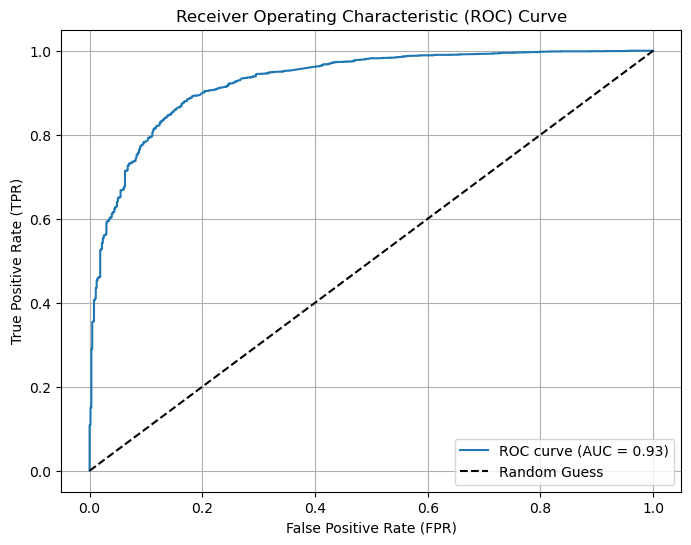 Receiver Operating Characteristic (ROC) Curve
1.0
0.8
0.6
0.4
0.2
0.0
True Positive Rate (TPR)
ROC curve (AUC = 0.93)
Random Guess
0.0 0.2 0.4 0.6 0.8 1.0
False Positive Rate (FPR)